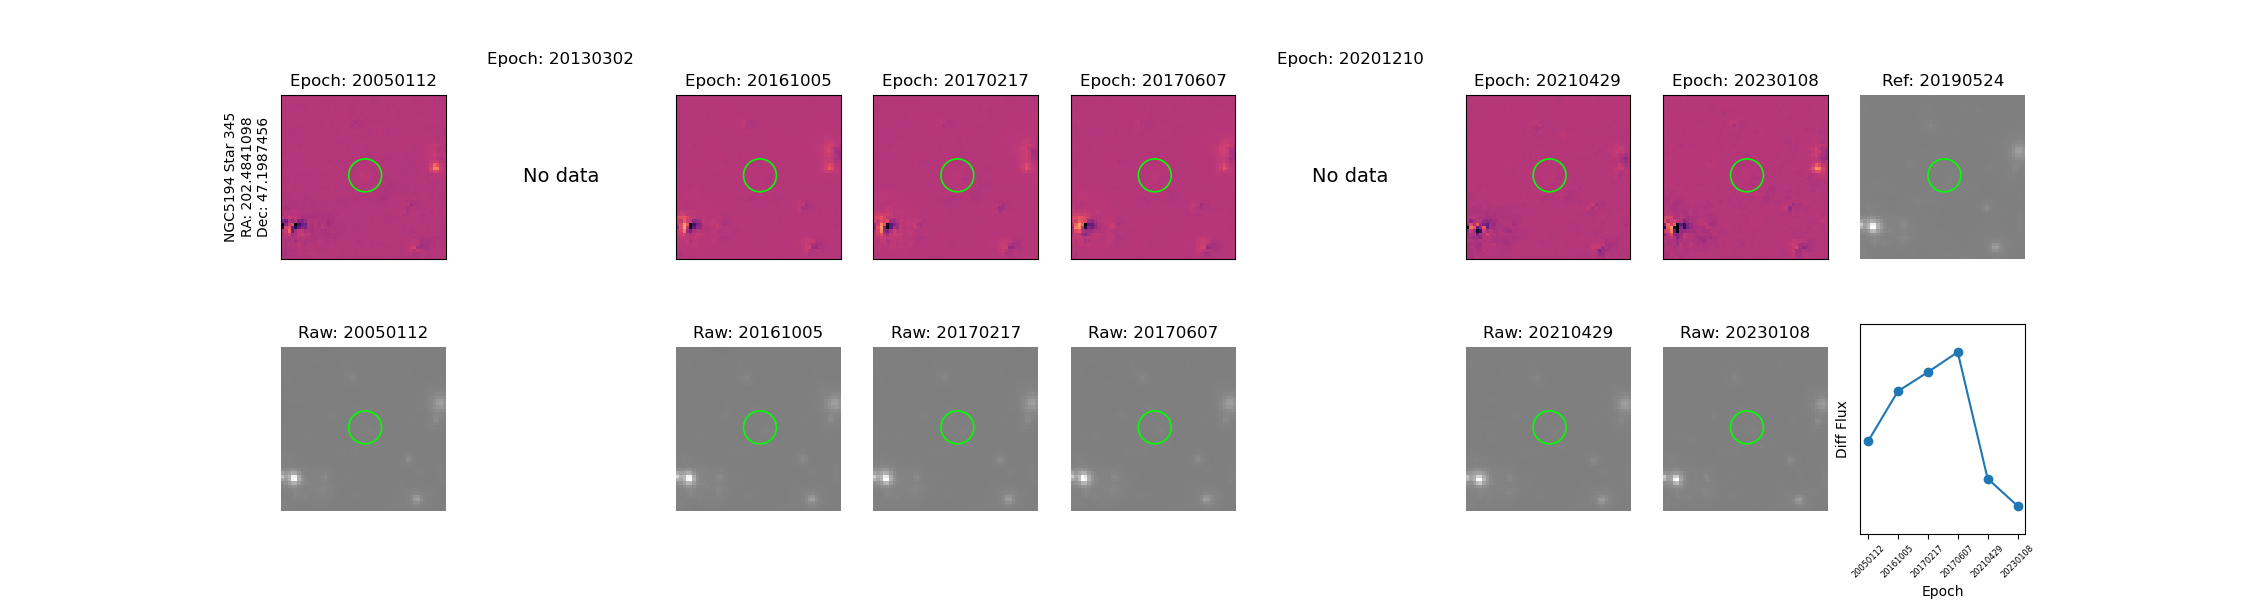 Epoch: 20130302
Epoch: 20201210
Epoch: 20050112
Epoch: 20161005
Epoch: 20170217
Epoch: 20170607
Epoch: 20210429
Epoch: 20230108
Ref: 20190524
NGC5194 Star 345
RA: 202.4841098
Dec: 47.1987456
No data
No data
Raw: 20050112
Raw: 20161005
Raw: 20170217
Raw: 20170607
Raw: 20210429
Raw: 20230108
Diff Flux
20050112
20161005
20170217
20170607
20210429
20230108
Epoch